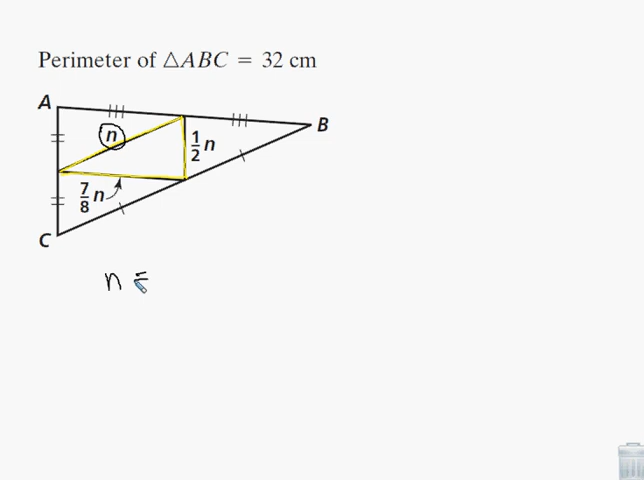 Perimeter of △ABC = 32 cm
A
B
n
1/2 n
7/8 n
C
n =